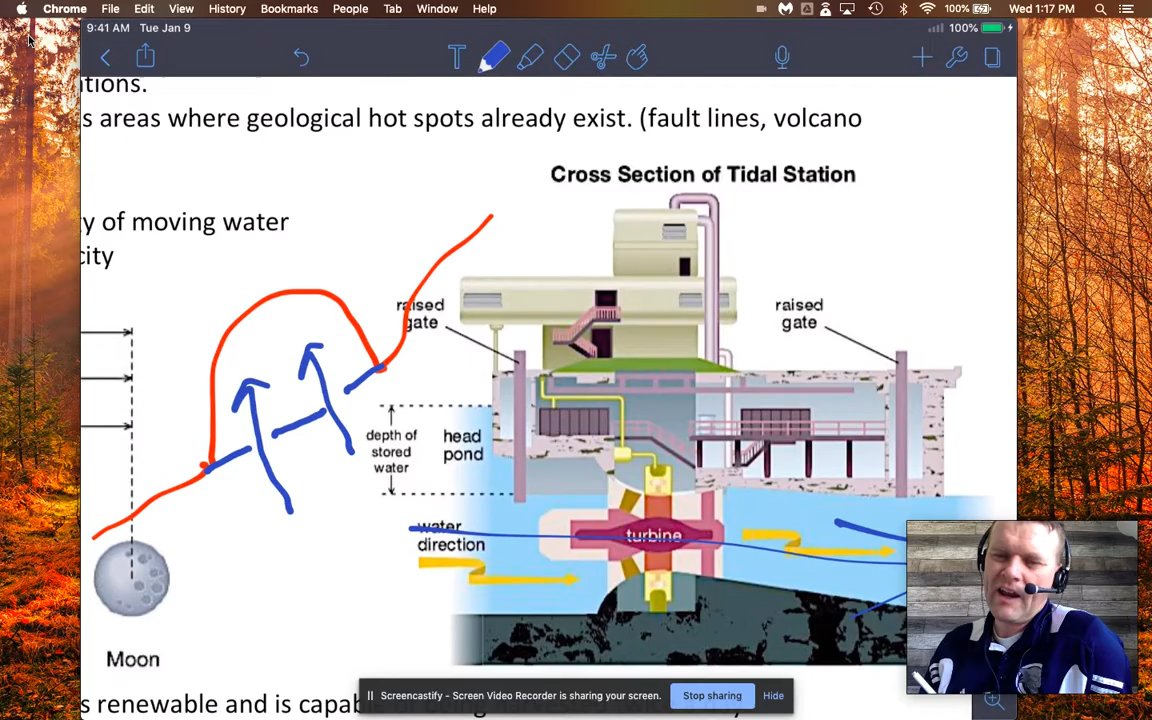 Chrome File Edit View History Bookmarks People Tab Window Help 100% Wed 1:17 PM
9:41 AM Tue Jan 9 100%
ations.
s areas where geological hot spots already exist. (fault lines, volcano
Cross Section of Tidal Station
y of moving water
city
raised
gate
raised
gate
depth of
stored
water
head
pond
water
direction
turbine
Moon
Screencastify - Screen Video Recorder is sharing your screen. Stop sharing Hide
s renewable and is capab